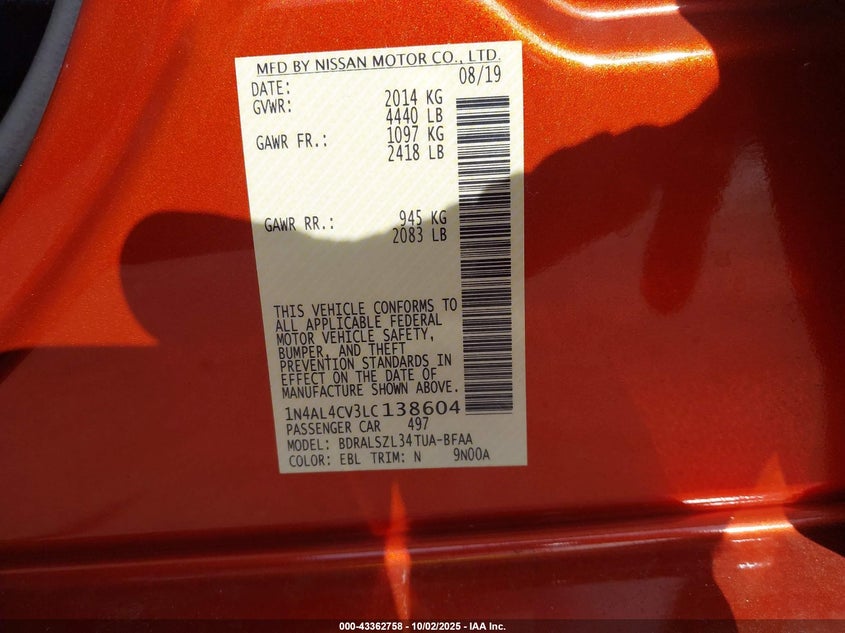 MFD BY NISSAN MOTOR CO., LTD.
DATE: 08/19
GVWR: 2014 KG
4440 LB
GAWR FR.: 1097 KG
2418 LB
GAWR RR.: 945 KG
2083 LB
THIS VEHICLE CONFORMS TO
ALL APPLICABLE FEDERAL
MOTOR VEHICLE SAFETY,
BUMPER, AND THEFT
PREVENTION STANDARDS IN
EFFECT ON THE DATE OF
MANUFACTURE SHOWN ABOVE.
1N4AL4CV3LC138604
PASSENGER CAR 497
MODEL: BDRALSZL34TUA-BFAA
COLOR: EBL TRIM: N 9N00A
000-43362758 - 10/02/2025 - IAA Inc.